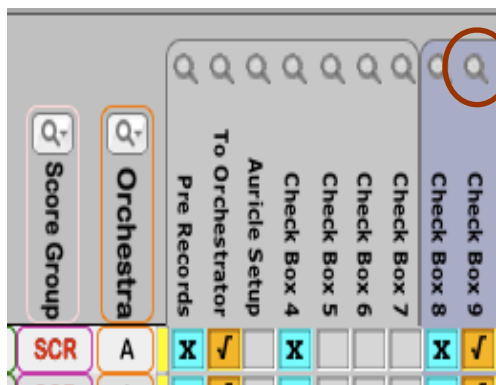 Score Group
Orchestra
Pre Records
To Orchestrator
Auricle Setup
Check Box 4
Check Box 5
Check Box 6
Check Box 7
Check Box 8
Check Box 9
SCR A X √ X X √